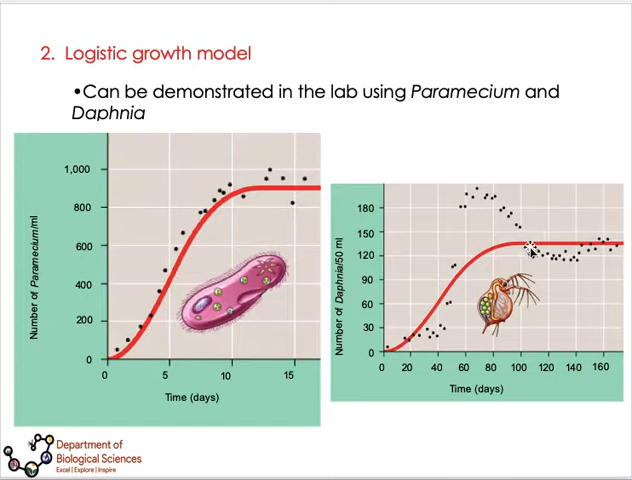 2. Logistic growth model
•Can be demonstrated in the lab using Paramecium and
Daphnia
Number of Paramecium/ml
1,000
800
600
400
200
0
0 5 10 15
Time (days)
Number of Daphnia/50 ml
180
150
120
90
60
30
0
0 20 40 60 80 100 120 140 160
Time (days)
Department of
Biological Sciences
Excel | Explore | Inspire